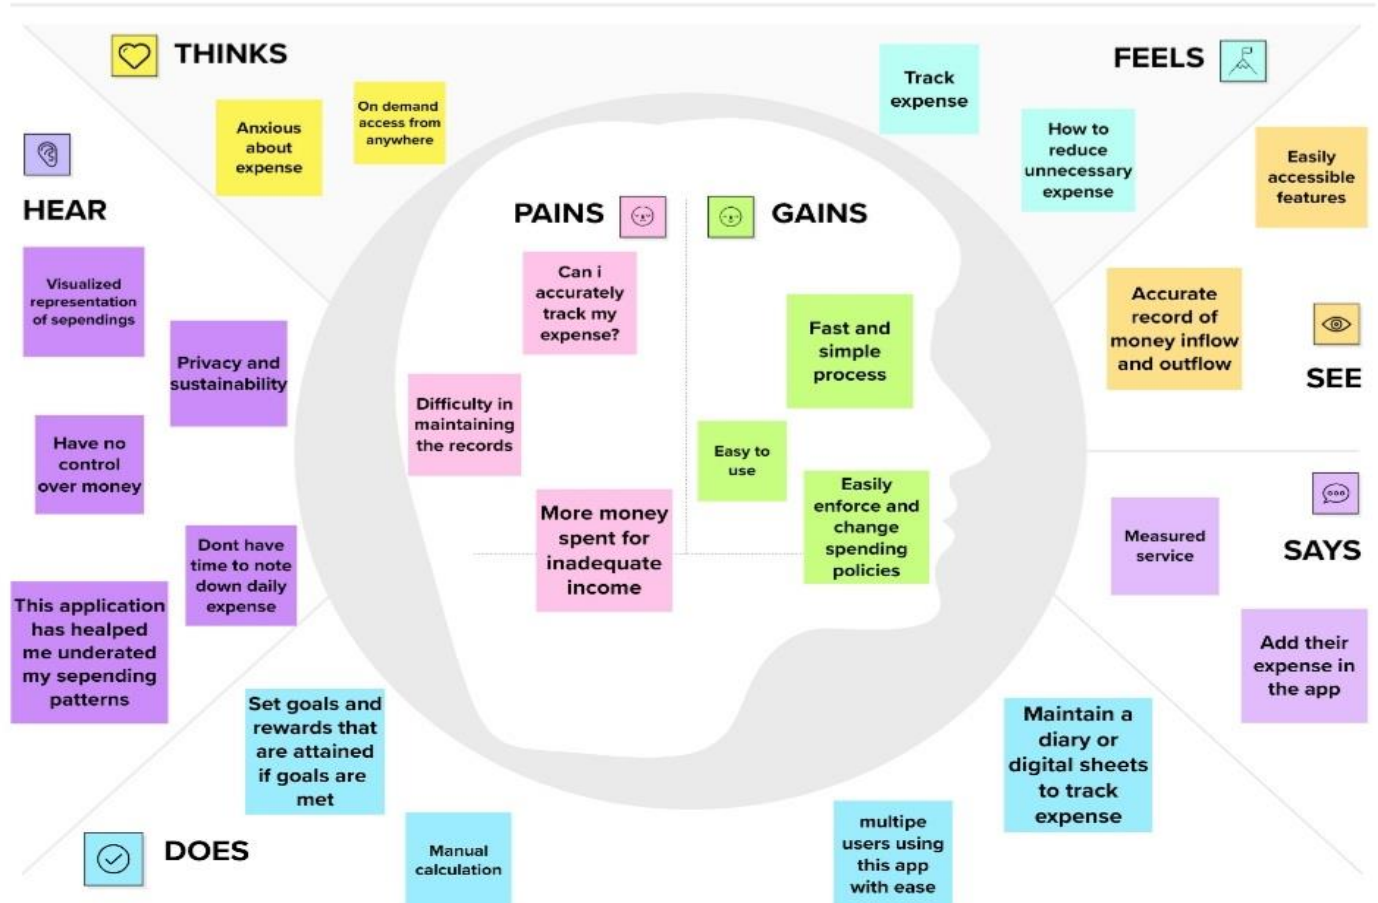 THINKS
Anxious
about
expense
On demand
access from
anywhere
FEELS
Track
expense
How to
reduce
unnecessary
expense
HEAR
Visualized
representation
of sependings
Privacy and
sustainability
Have no
control
over money
Dont have
time to note
down daily
expense
This application
has healped
me underated
my sepending
patterns
PAINS
Can i
accurately
track my
expense?
Difficulty in
maintaining
the records
More money
spent for
inadequate
income
GAINS
Fast and
simple
process
Easy to
use
Easily
enforce and
change
spending
policies
Easily
accessible
features
Accurate
record of
money inflow
and outflow
SEE
SAYS
Measured
service
Add their
expense in
the app
DOES
Set goals and
rewards that
are attained
if goals are
met
Manual
calculation
multipe
users using
this app
with ease
Maintain a
diary or
digital sheets
to track
expense